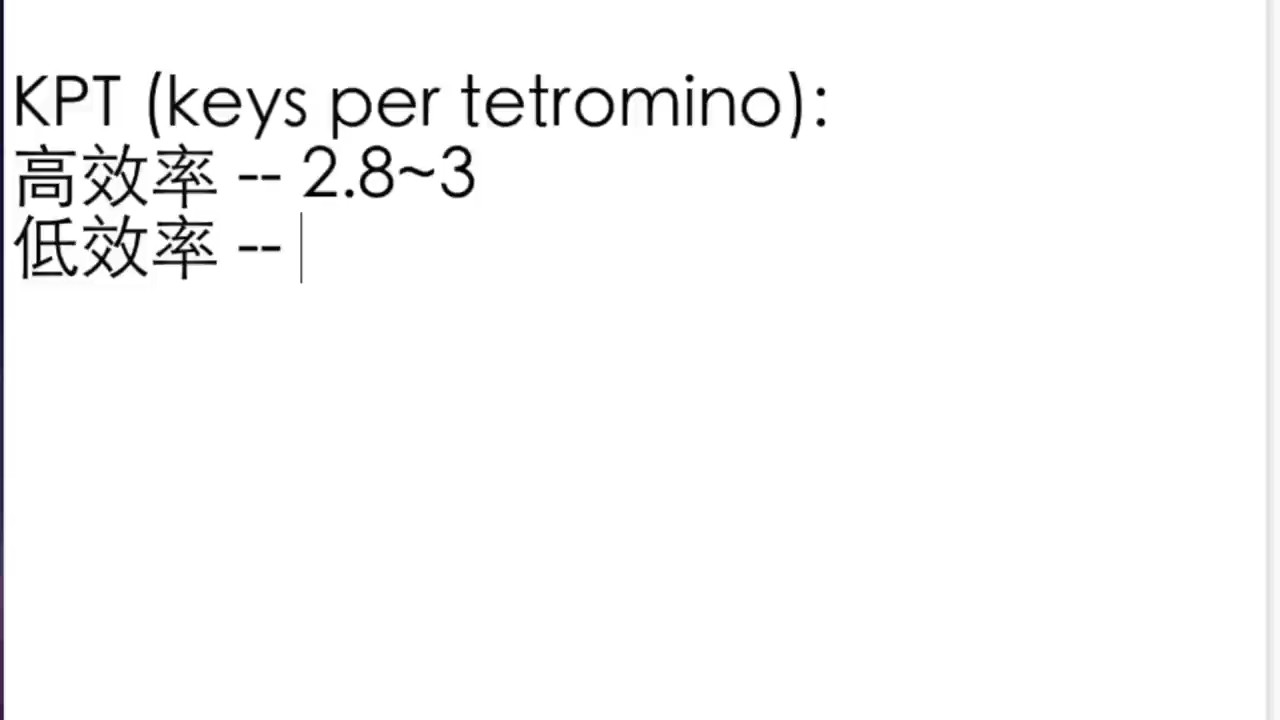 KPT (keys per tetromino):
高效率 -- 2.8~3
低效率 --